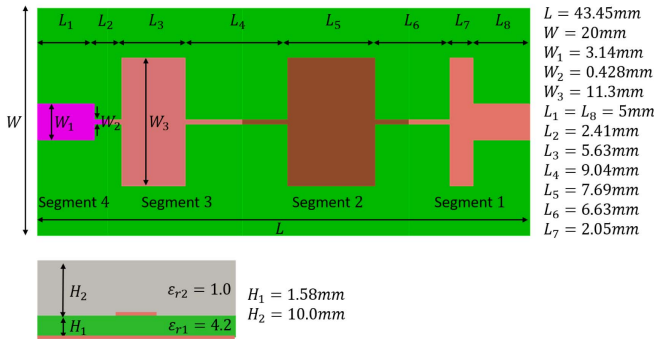 L₁ L₂ L₃ L₄ L₅ L₆ L₇ L₈
W W₁ W₂ W₃
Segment 4 Segment 3 Segment 2 Segment 1
L
L = 43.45mm
W = 20mm
W₁ = 3.14mm
W₂ = 0.428mm
W₃ = 11.3mm
L₁ = L₈ = 5mm
L₂ = 2.41mm
L₃ = 5.63mm
L₄ = 9.04mm
L₅ = 7.69mm
L₆ = 6.63mm
L₇ = 2.05mm
H₂ εr2 = 1.0
H₁ εr1 = 4.2
H₁ = 1.58mm
H₂ = 10.0mm